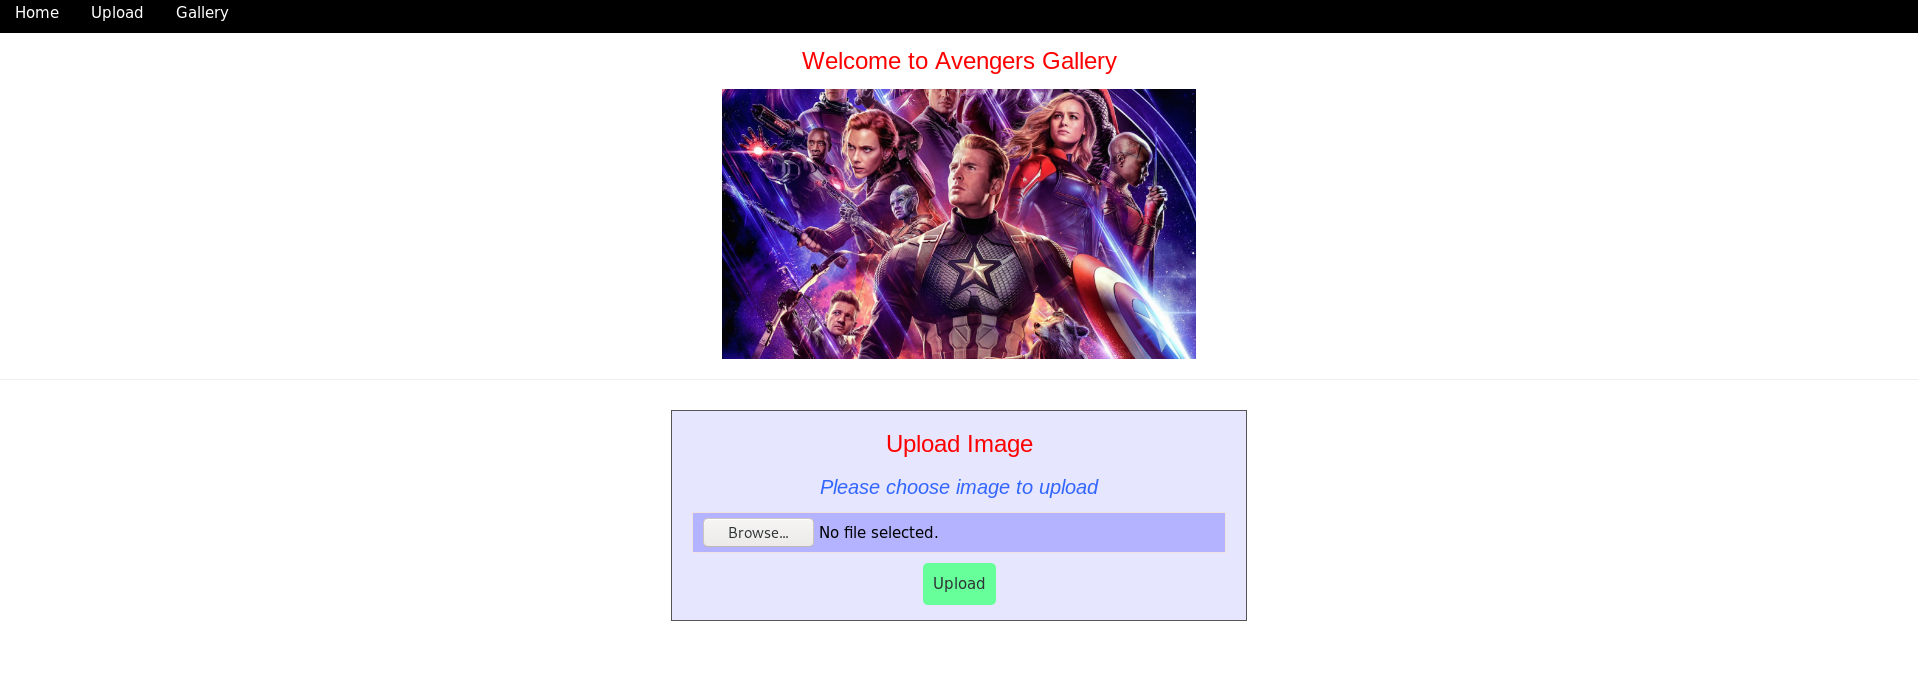 Home Upload Gallery
Welcome to Avengers Gallery
Upload Image
Please choose image to upload
Browse... No file selected.
Upload